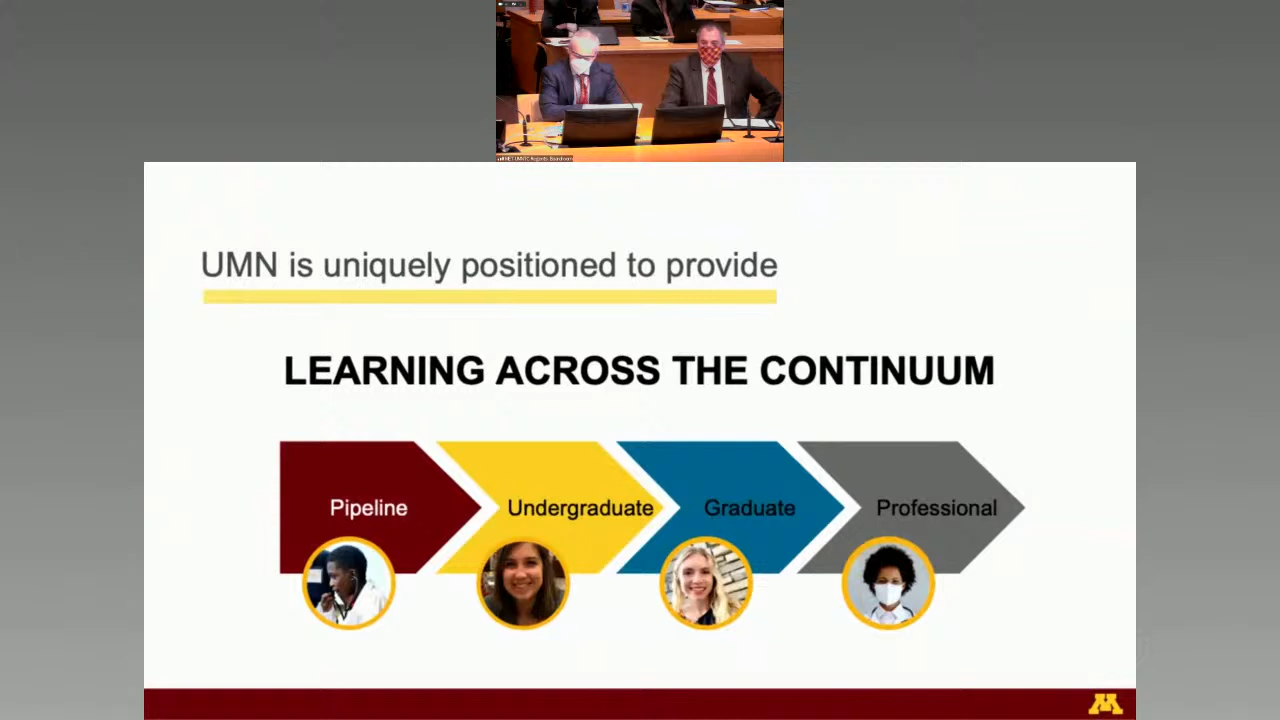 UMN is uniquely positioned to provide
LEARNING ACROSS THE CONTINUUM
Pipeline
Undergraduate
Graduate
Professional
M